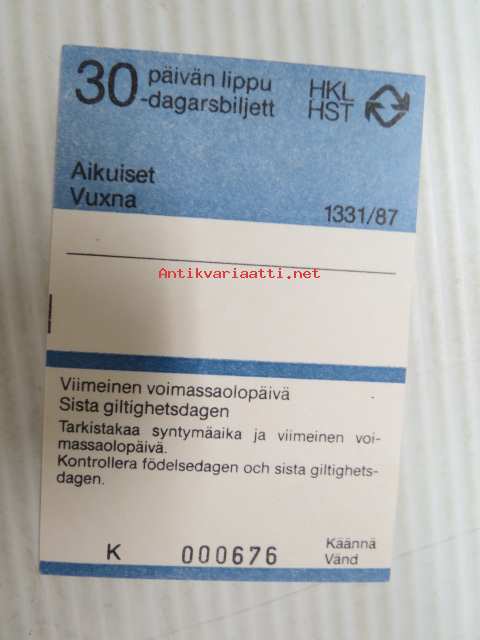 30 päivän lippu
-dagarsbiljett
HKL
HST
Aikuiset
Vuxna
1331/87
Antikvariaatti.net
Viimeinen voimassaolopäivä
Sista giltighetsdagen
Tarkistakaa syntymäaika ja viimeinen voi-
massaolopäivä.
Kontrollera födelsedagen och sista giltighets-
dagen.
K 000676
Käännä
Vänd